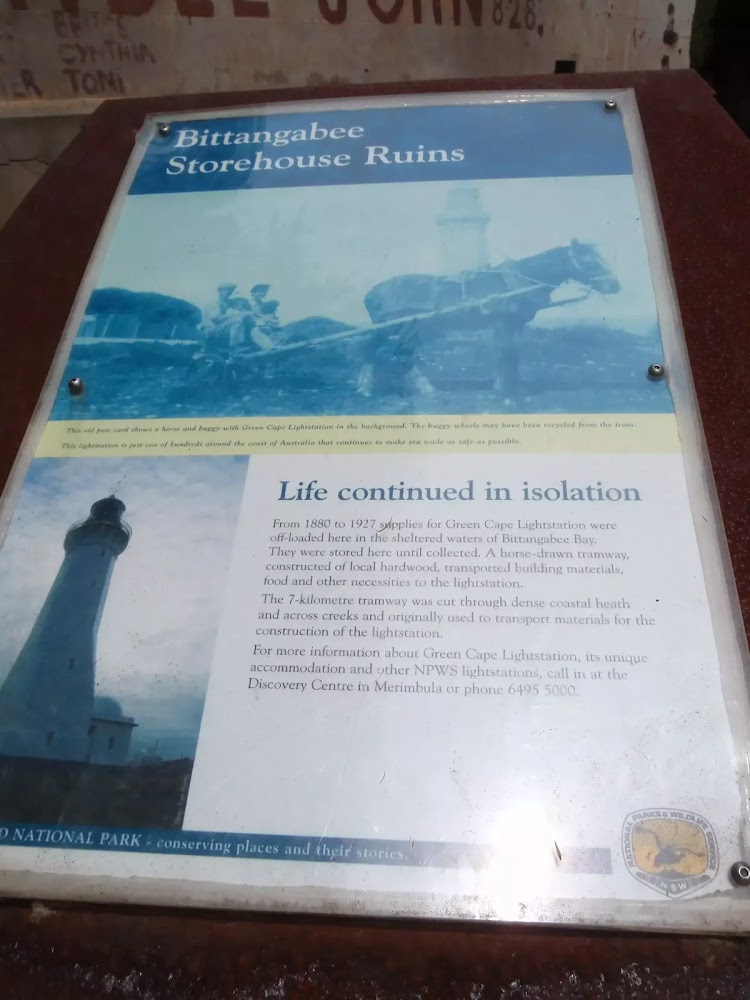 JOHN 828.
CYNTHIA
TONI
Bittangabee
Storehouse Ruins
This old post card shows a horse and buggy with Green Cape Lightstation in the background. The buggy wheels may have been recycled from the tram.
This lightstation is just one of hundreds around the coast of Australia that continues to make sea trade as safe as possible.
Life continued in isolation
From 1880 to 1927 supplies for Green Cape Lightstation were
off-loaded here in the sheltered waters of Bittangabee Bay.
They were stored here until collected. A horse-drawn tramway,
constructed of local hardwood, transported building materials,
food and other necessities to the lightstation.
The 7-kilometre tramway was cut through dense coastal heath
and across creeks and originally used to transport materials for the
construction of the lightstation.
For more information about Green Cape Lightstation, its unique
accommodation and other NPWS lightstations, call in at the
Discovery Centre in Merimbula or phone 6495 5000.
D NATIONAL PARK - conserving places and their stories.
NATIONAL PARKS & WILDLIFE SERVICE
NSW